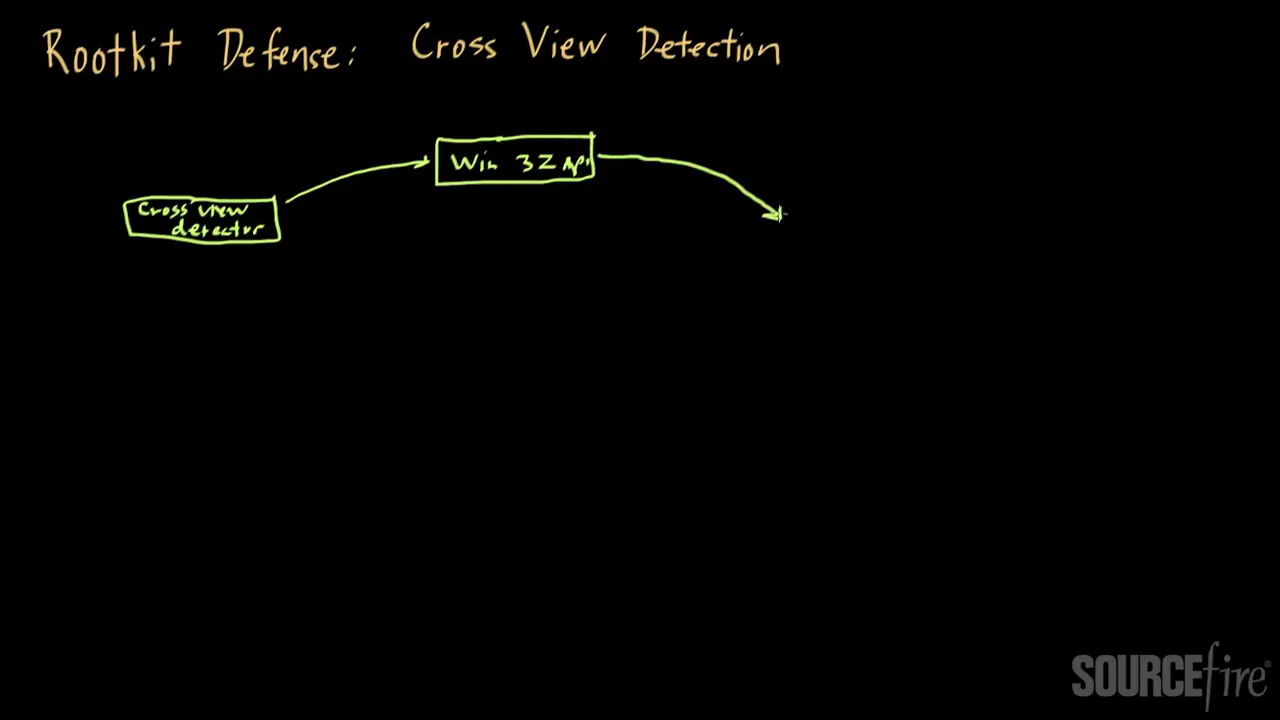 Rootkit Defense: Cross View Detection
Win 32 Api
Cross view
detector
SOURCEfire®